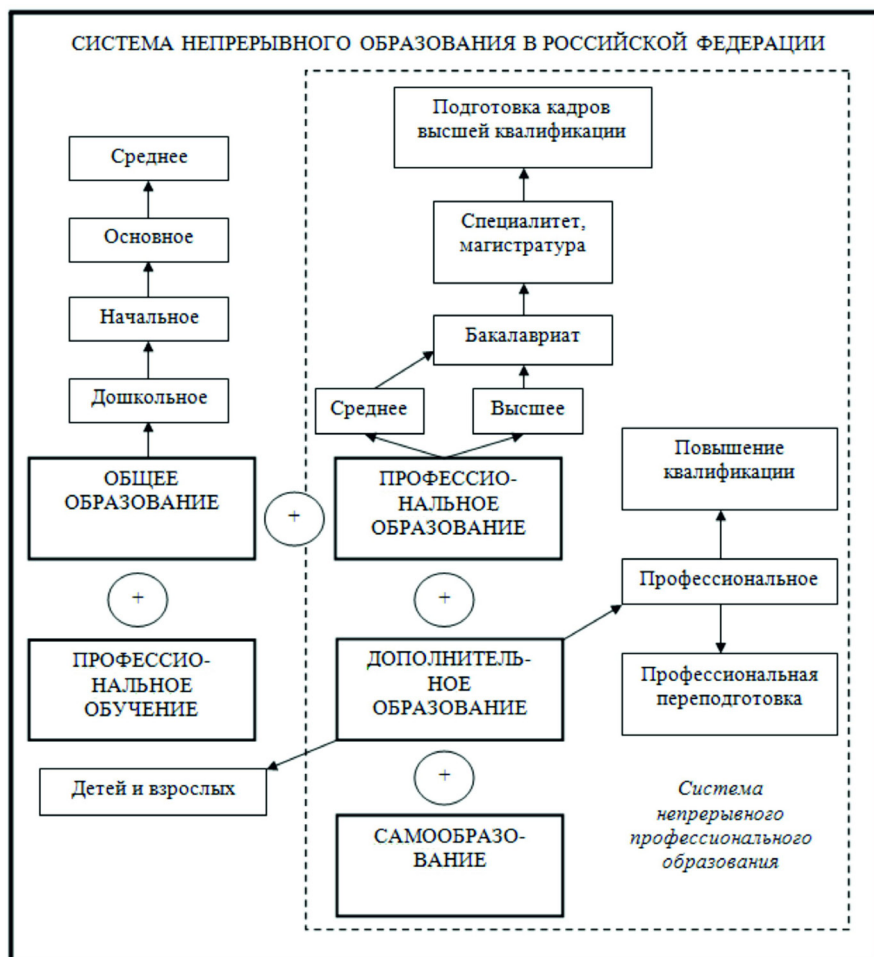 СИСТЕМА НЕПРЕРЫВНОГО ОБРАЗОВАНИЯ В РОССИЙСКОЙ ФЕДЕРАЦИИ
Среднее
Основное
Начальное
Дошкольное
ОБЩЕЕ
ОБРАЗОВАНИЕ
+
ПРОФЕССИО-
НАЛЬНОЕ
ОБУЧЕНИЕ
Детей и взрослых
+
Подготовка кадров
высшей квалификации
Специалитет,
магистратура
Бакалавриат
Среднее
Высшее
ПРОФЕССИО-
НАЛЬНОЕ
ОБРАЗОВАНИЕ
+
ДОПОЛНИТЕЛЬ-
НОЕ
ОБРАЗОВАНИЕ
+
САМООБРАЗО-
ВАНИЕ
Повышение
квалификации
Профессиональное
Профессиональная
переподготовка
Система
непрерывного
профессионального
образования